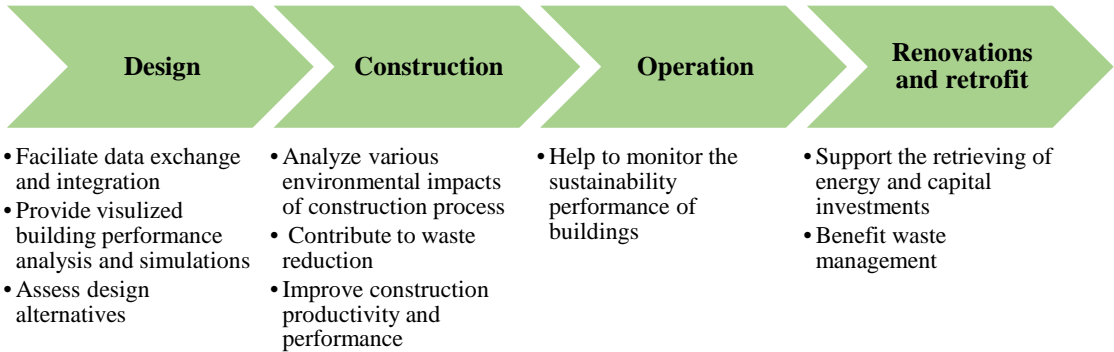 Design
Construction
Operation
Renovations
and retrofit
• Faciliate data exchange
and integration
• Provide visulized
building performance
analysis and simulations
• Assess design
alternatives
• Analyze various
environmental impacts
of construction process
• Contribute to waste
reduction
• Improve construction
productivity and
performance
• Help to monitor the
sustainability
performance of
buildings
• Support the retrieving of
energy and capital
investments
• Benefit waste
management